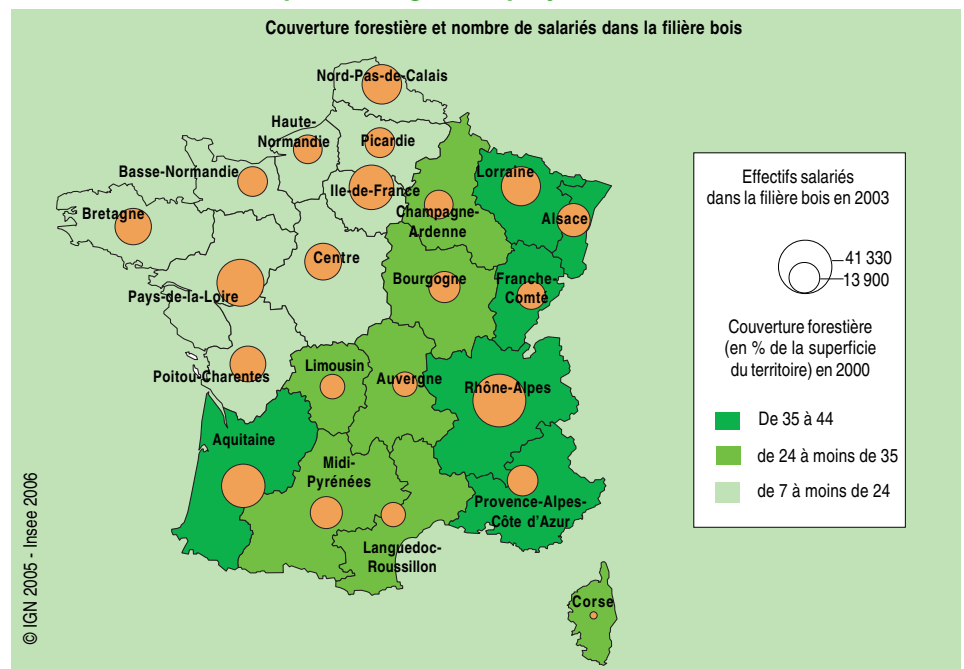 Couverture forestière et nombre de salariés dans la filière bois
Nord-Pas-de-Calais
Haute-
Normandie
Picardie
Basse-Normandie
Ile-de-France
Lorraine
Bretagne
Champagne-
Ardenne
Alsace
Centre
Bourgogne
Franche-
Comté
Pays-de-la-Loire
Poitou-Charentes
Limousin
Auvergne
Rhône-Alpes
Aquitaine
Midi-
Pyrénées
Provence-Alpes-
Côte d'Azur
Languedoc-
Roussillon
Corse
Effectifs salariés
dans la filière bois en 2003
41 330
13 900
Couverture forestière
(en % de la superficie
du territoire) en 2000
De 35 à 44
de 24 à moins de 35
de 7 à moins de 24
© IGN 2005 - Insee 2006